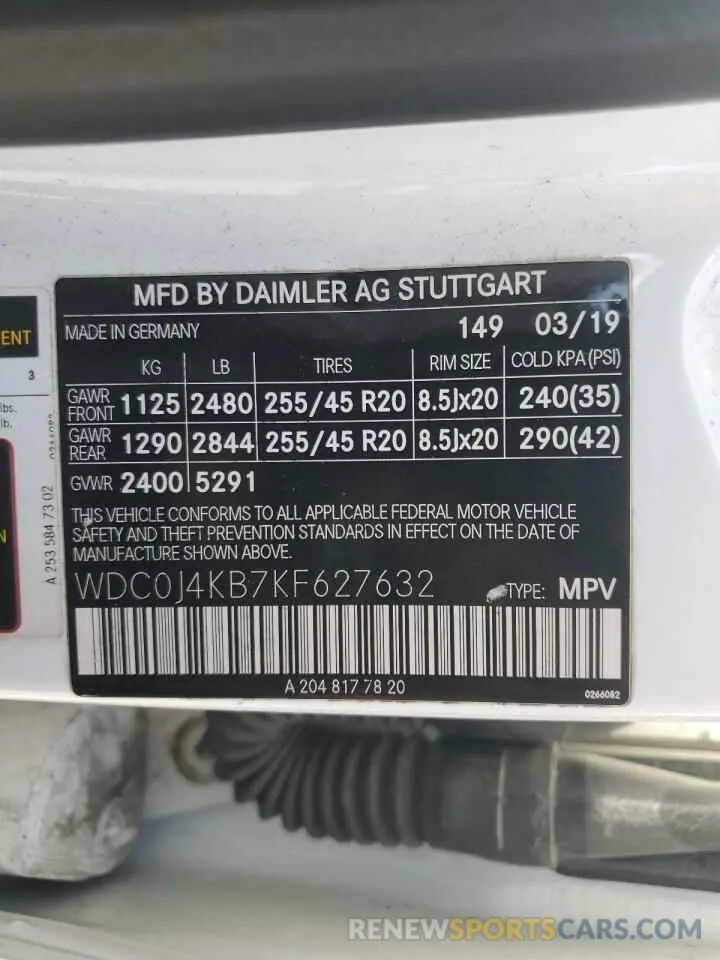 MFD BY DAIMLER AG STUTTGART
MADE IN GERMANY 149 03/19
KG LB TIRES RIM SIZE COLD KPA (PSI)
GAWR FRONT 1125 2480 255/45 R20 8.5Jx20 240(35)
GAWR REAR 1290 2844 255/45 R20 8.5Jx20 290(42)
GVWR 2400 5291
THIS VEHICLE CONFORMS TO ALL APPLICABLE FEDERAL MOTOR VEHICLE
SAFETY AND THEFT PREVENTION STANDARDS IN EFFECT ON THE DATE OF
MANUFACTURE SHOWN ABOVE.
WDC0J4KB7KF627632 TYPE: MPV
A 204 817 78 20
0266082
ENT
3
lbs.
lb.
A 253 584 73 02
N
RENEWSPORTSCARS.COM